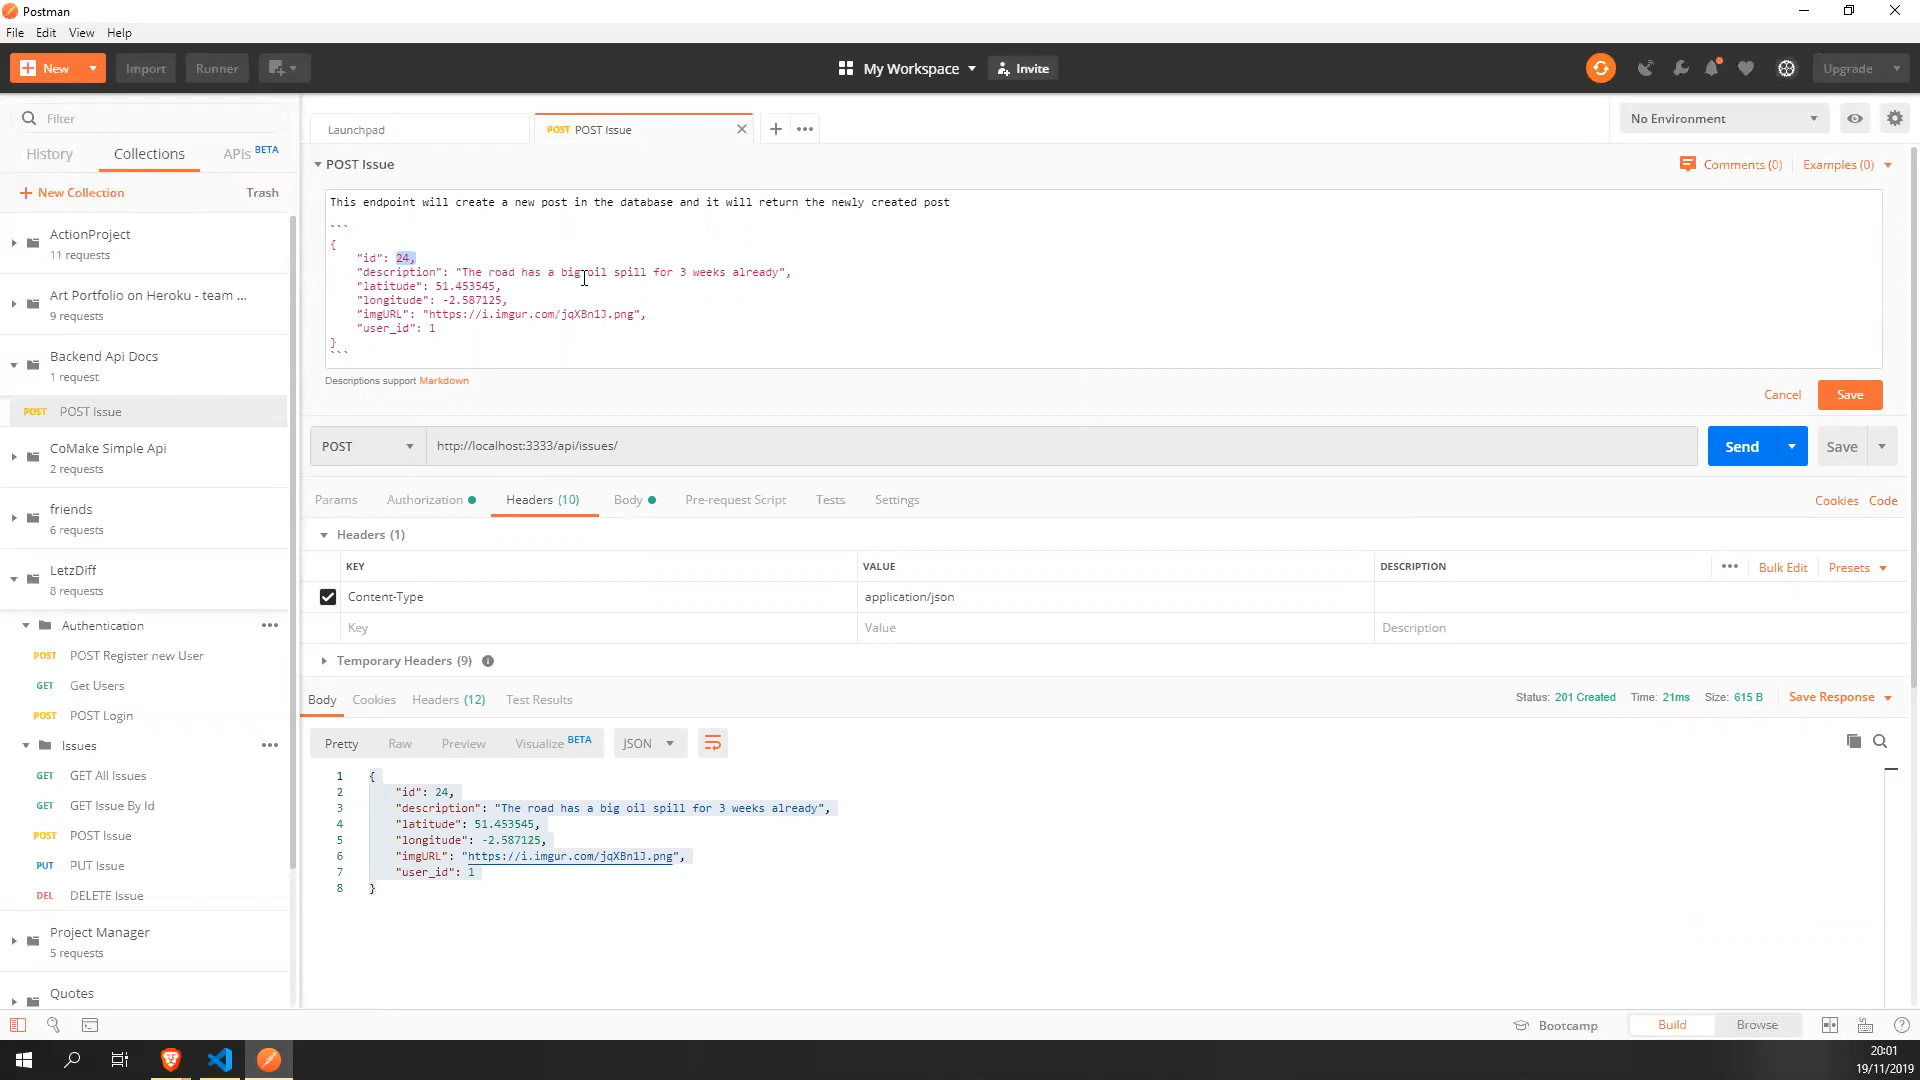 Postman
File Edit View Help
New Import Runner My Workspace Invite Upgrade
Filter
History Collections APIs BETA
New Collection Trash
ActionProject
11 requests
Art Portfolio on Heroku - team ...
9 requests
Backend Api Docs
1 request
POST POST Issue
CoMake Simple Api
2 requests
friends
6 requests
LetzDiff
8 requests
Authentication
POST POST Register new User
GET Get Users
POST POST Login
Issues
GET GET All Issues
GET GET Issue By Id
POST POST Issue
PUT PUT Issue
DEL DELETE Issue
Project Manager
5 requests
Quotes
Launchpad POST POST Issue No Environment
POST Issue Comments (0) Examples (0)
This endpoint will create a new post in the database and it will return the newly created post
```
{
"id": 24,
"description": "The road has a big oil spill for 3 weeks already",
"latitude": 51.453545,
"longitude": -2.587125,
"imgURL": "https://i.imgur.com/jqXBn1J.png",
"user_id": 1
}
```
Descriptions support Markdown
Cancel Save
POST http://localhost:3333/api/issues/ Send Save
Params Authorization Headers (10) Body Pre-request Script Tests Settings Cookies Code
Headers (1)
KEY VALUE DESCRIPTION Bulk Edit Presets
Content-Type application/json
Key Value Description
Temporary Headers (9)
Body Cookies Headers (12) Test Results Status: 201 Created Time: 21ms Size: 615 B Save Response
Pretty Raw Preview Visualize BETA JSON
1 {
2 "id": 24,
3 "description": "The road has a big oil spill for 3 weeks already",
4 "latitude": 51.453545,
5 "longitude": -2.587125,
6 "imgURL": "https://i.imgur.com/jqXBn1J.png",
7 "user_id": 1
8 }
Bootcamp Build Browse
20:01
19/11/2019